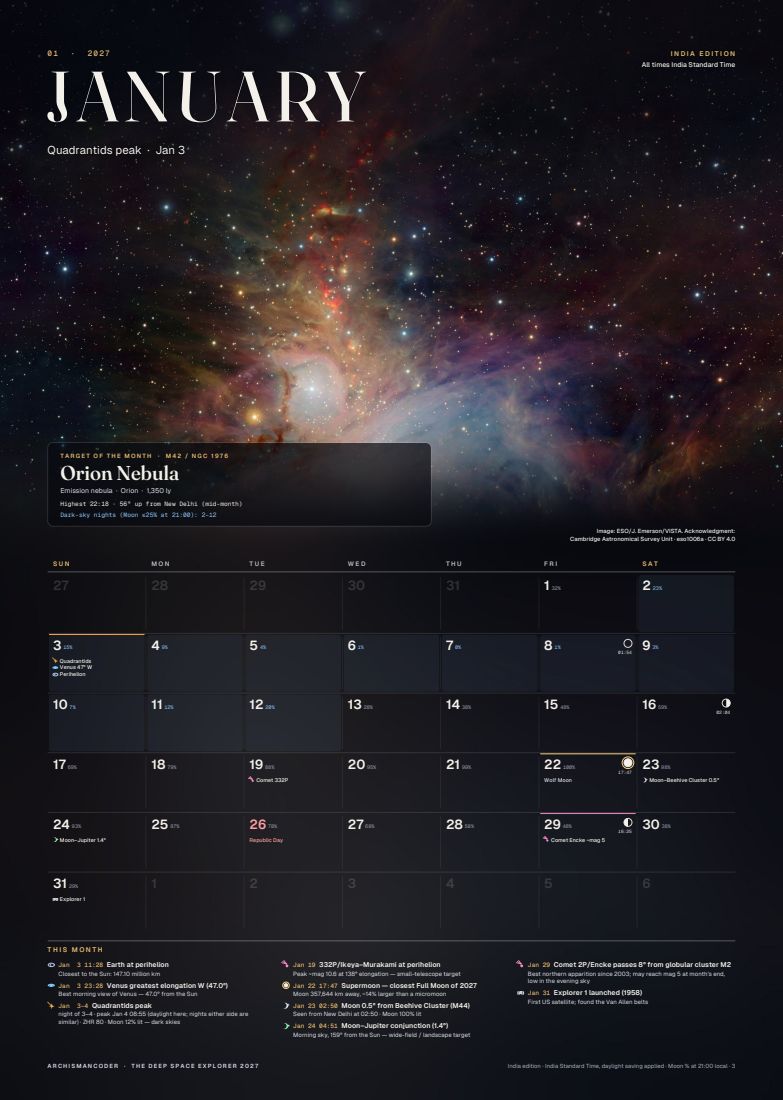 01 · 2027
INDIA EDITION
All times India Standard Time
JANUARY
Quadrantids peak · Jan 3
TARGET OF THE MONTH · M42 / NGC 1976
Orion Nebula
Emission nebula · Orion · 1,350 ly
Highest 22:18 · 56° up from New Delhi (mid-month)
Dark-sky nights (Moon ≤25% at 21:00): 2–12
Image: ESO/J. Emerson/VISTA. Acknowledgment:
Cambridge Astronomical Survey Unit · eso1006a · CC BY 4.0
SUN MON TUE WED THU FRI SAT
27 28 29 30 31 1 32% 2 23%
3 15% 4 9% 5 4% 6 1% 7 0% 8 1% 9 3%
01:54
Quadrantids
Venus 47° W
Perihelion
10 7% 11 12% 12 20% 13 28% 14 38% 15 48% 16 59%
02:04
17 69% 18 79% 19 88% 20 95% 21 99% 22 100% 23 98%
17:47
Comet 332P
Wolf Moon
Moon–Beehive Cluster 0.5°
24 93% 25 87% 26 78% 27 69% 28 58% 29 48% 30 38%
16:25
Moon–Jupiter 1.4°
Republic Day
Comet Encke ~mag 5
31 29% 1 2 3 4 5 6
Explorer 1
THIS MONTH
Jan 3 11:28 Earth at perihelion
Closest to the Sun: 147.10 million km
Jan 3 23:28 Venus greatest elongation W (47.0°)
Best morning view of Venus — 47.0° from the Sun
Jan 3–4 Quadrantids peak
night of 3–4 · peak Jan 4 08:55 (daylight here; nights either side are
similar) · ZHR 80 · Moon 12% lit — dark skies
Jan 19 332P/Ikeya–Murakami at perihelion
Peak ~mag 10.6 at 138° elongation — small-telescope target
Jan 22 17:47 Supermoon — closest Full Moon of 2027
Moon 357,644 km away, ~14% larger than a micromoon
Jan 23 02:50 Moon 0.5° from Beehive Cluster (M44)
Seen from New Delhi at 02:50 · Moon 100% lit
Jan 24 04:51 Moon–Jupiter conjunction (1.4°)
Morning sky, 159° from the Sun — wide-field / landscape target
Jan 29 Comet 2P/Encke passes 8° from globular cluster M2
Best northern apparition since 2003; may reach mag 5 at month's end,
low in the evening sky
Jan 31 Explorer 1 launched (1958)
First US satellite; found the Van Allen belts
ARCHISMANCODER · THE DEEP SPACE EXPLORER 2027
India edition · India Standard Time, daylight saving applied · Moon % at 21:00 local · 3